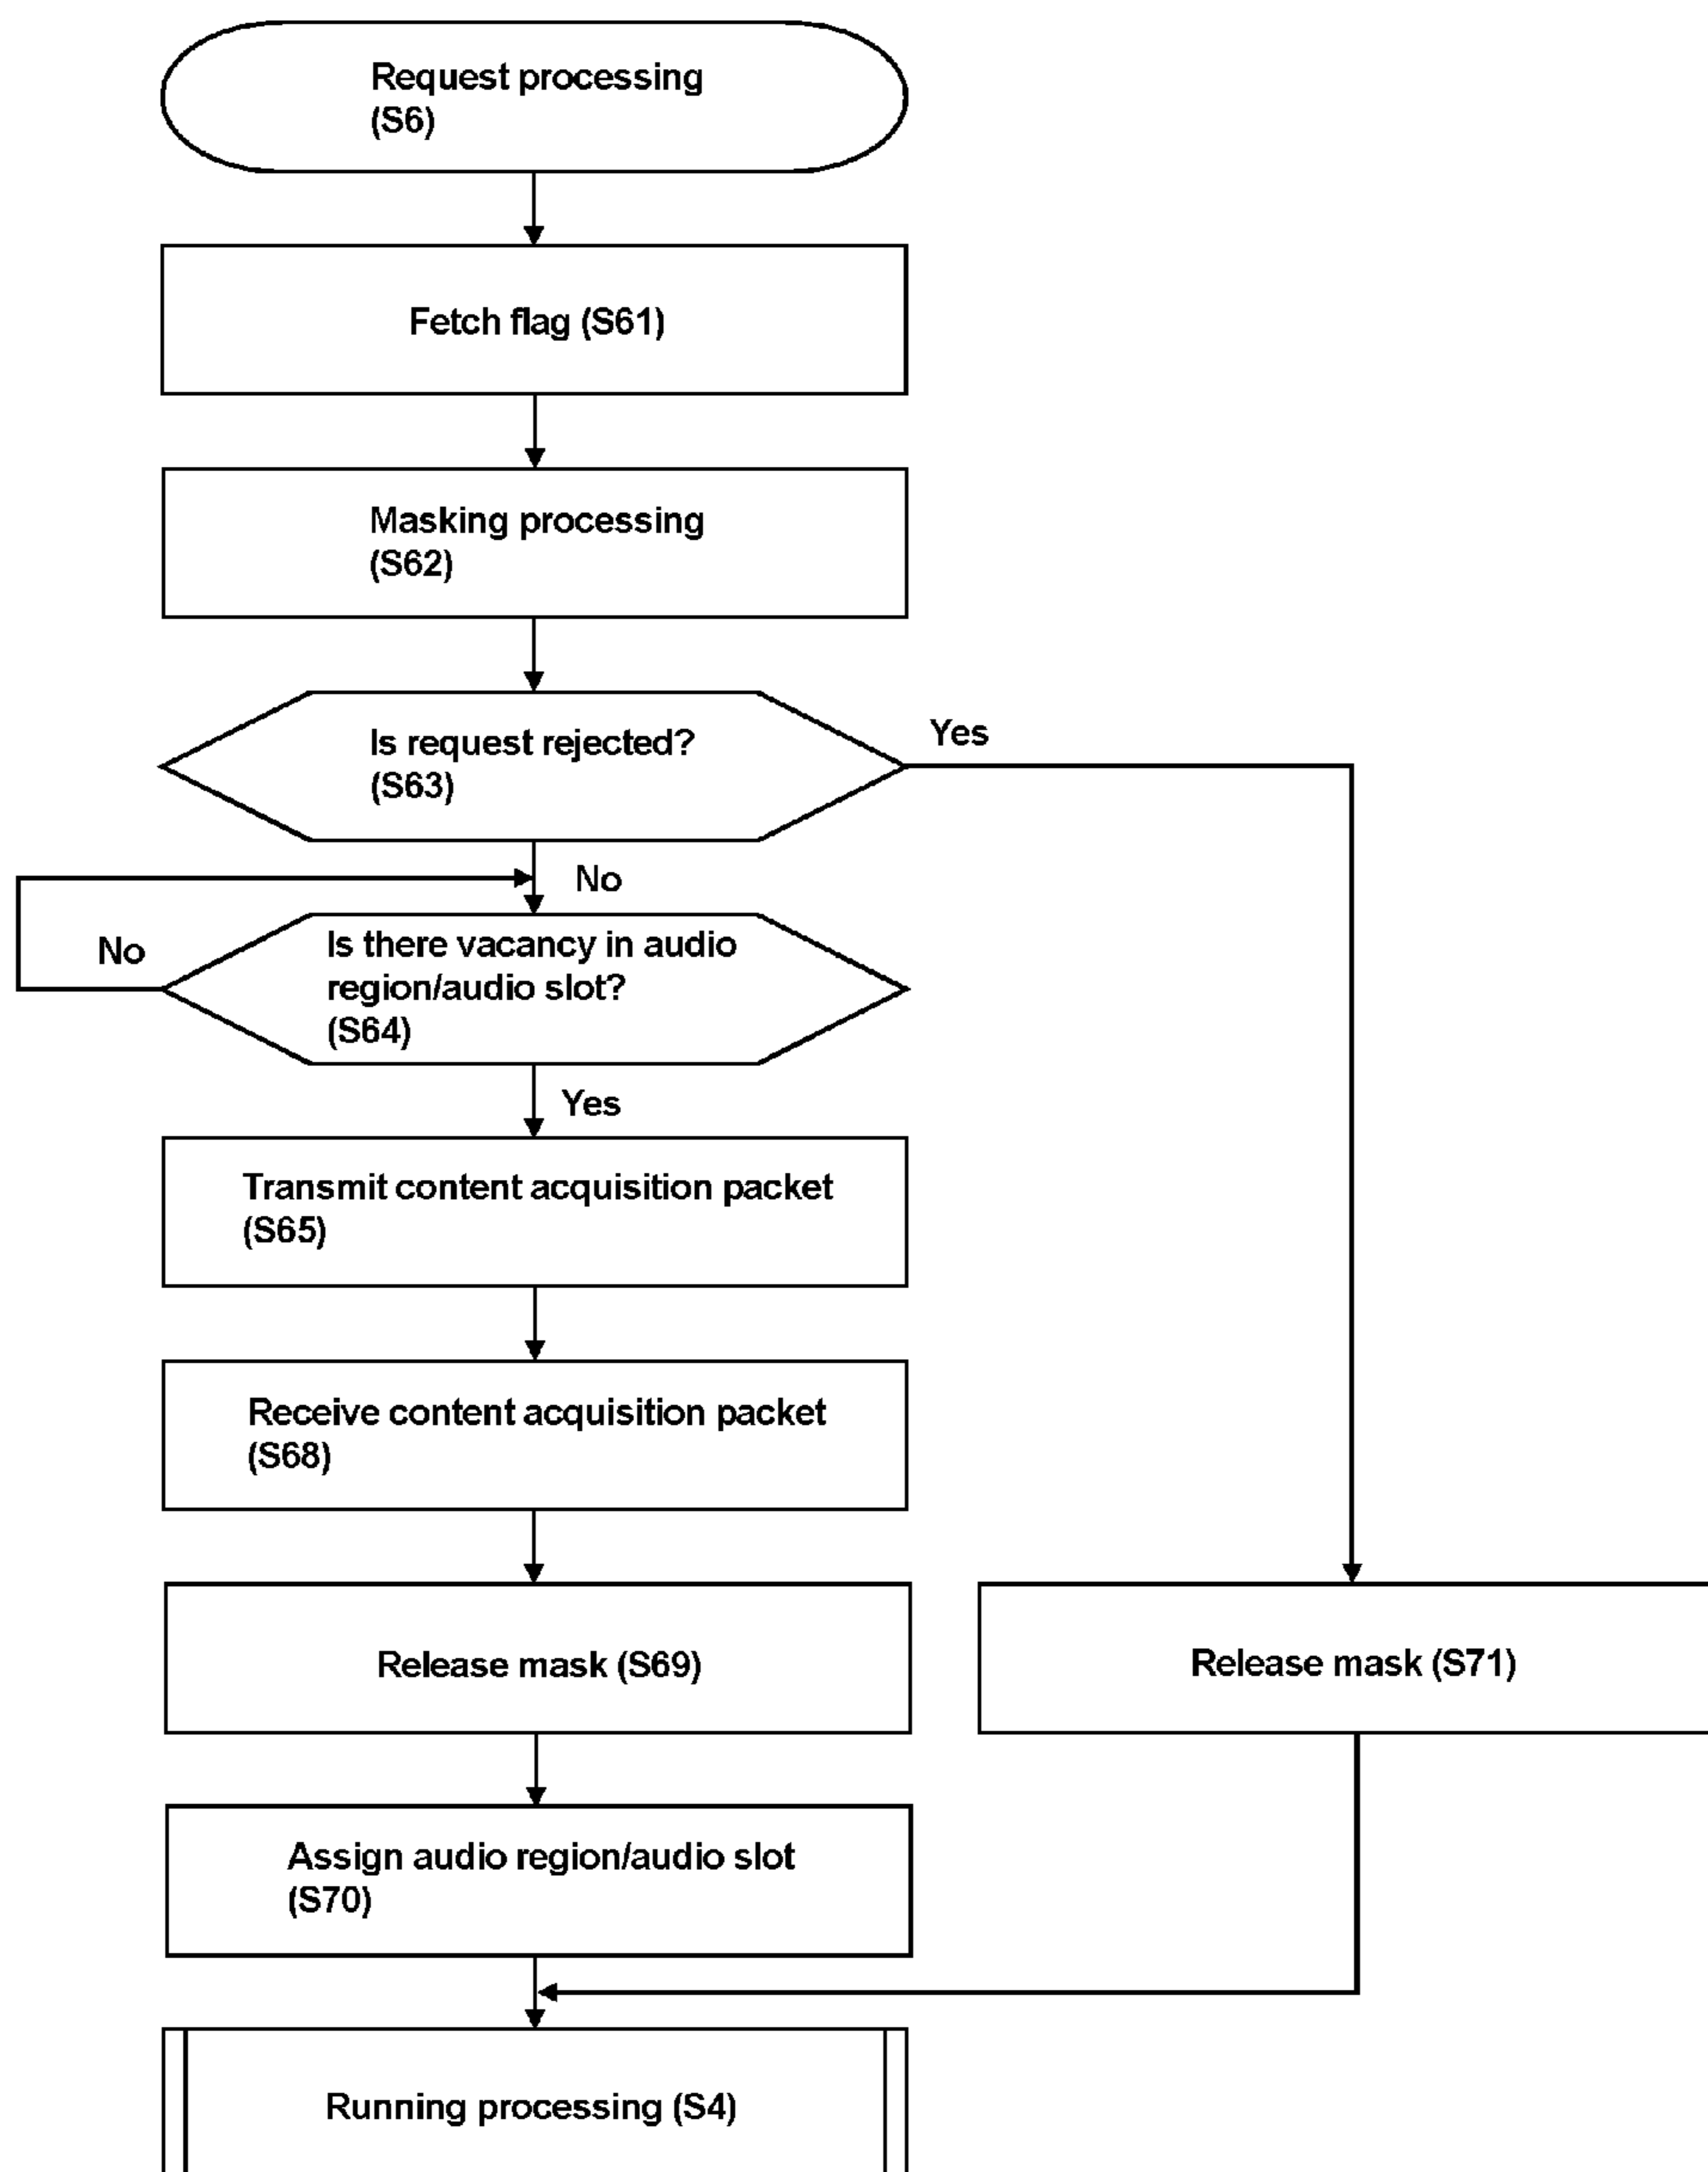 Request processing
(S6)
Fetch flag (S61)
Masking processing
(S62)
Is request rejected?
(S63)
Yes
No
No
Is there vacancy in audio
region/audio slot?
(S64)
Yes
Transmit content acquisition packet
(S65)
Receive content acquisition packet
(S68)
Release mask (S69)
Release mask (S71)
Assign audio region/audio slot
(S70)
Running processing (S4)